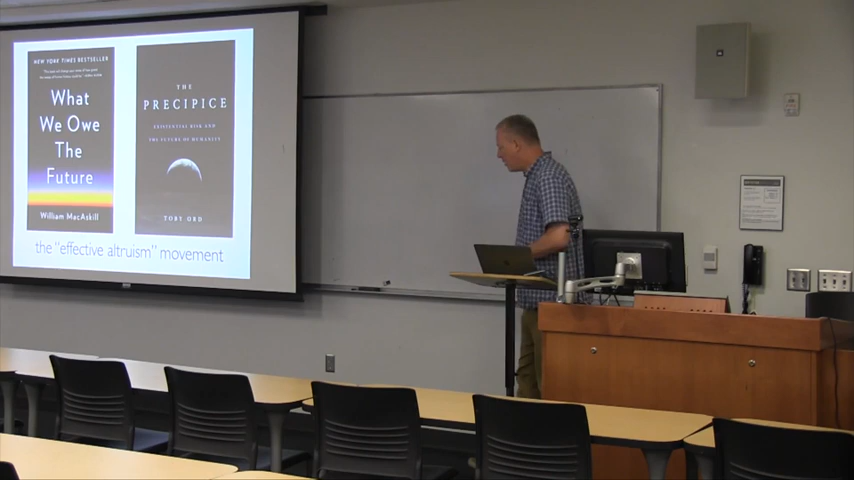 NEW YORK TIMES BESTSELLER
What
We Owe
The
Future
William MacAskill
THE
PRECIPICE
EXISTENTIAL RISK AND
THE FUTURE OF HUMANITY
TOBY ORD
the "effective altruism" movement